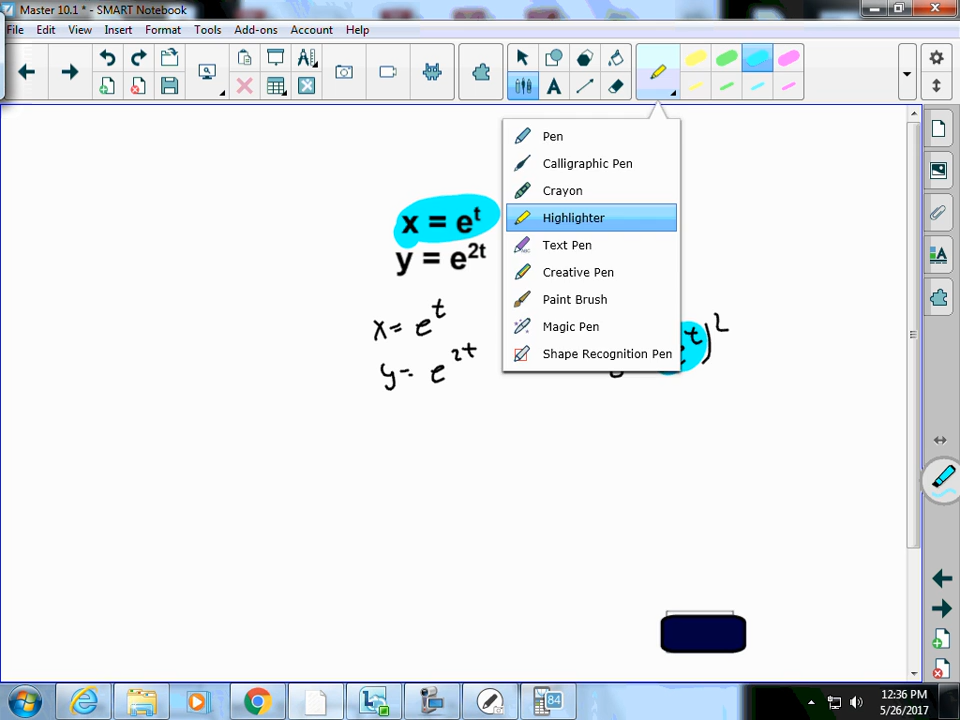 Master 10.1 * - SMART Notebook
File Edit View Insert Format Tools Add-ons Account Help
Pen
Calligraphic Pen
Crayon
Highlighter
Text Pen
Creative Pen
Paint Brush
Magic Pen
Shape Recognition Pen
x = e^t
y = e^2t
x = e^t
y = e^2t
t)^2
84
12:36 PM
5/26/2017